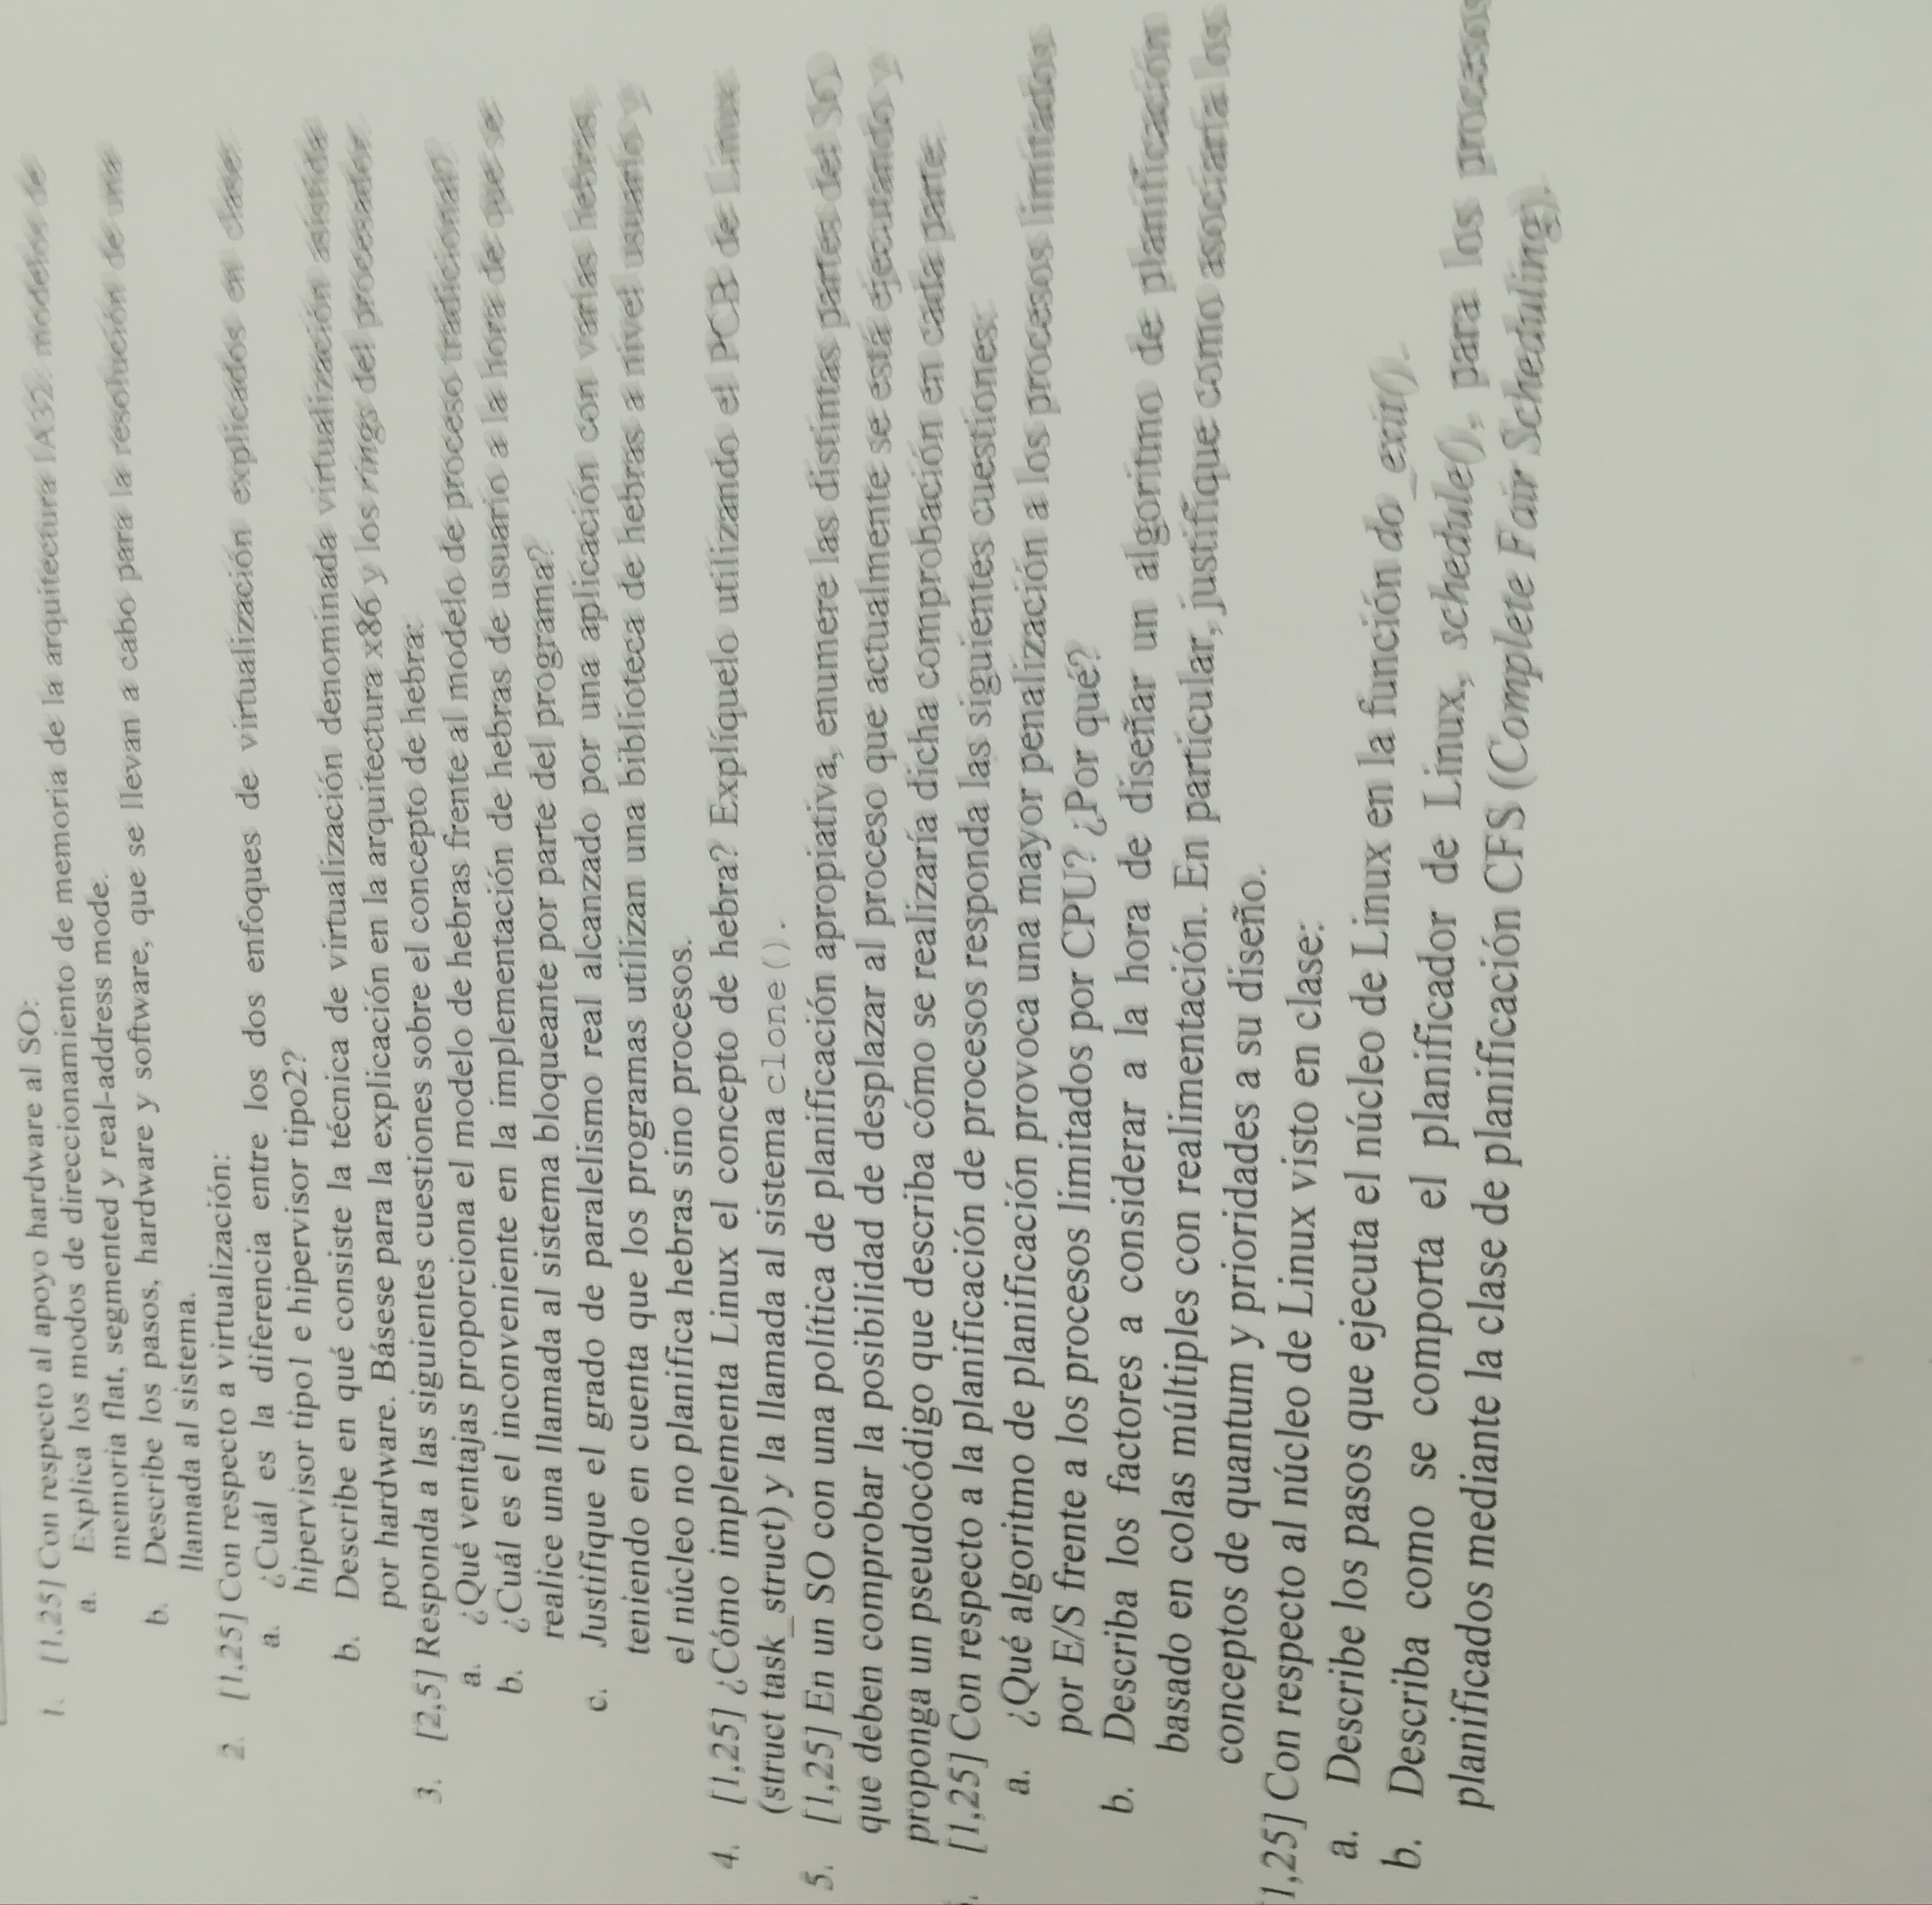 1. [1,25] Con respecto al apoyo hardware al SO:
a. Explica los modos de direccionamiento de memoria de la arquitectura IA32: modelos de
memoria flat, segmented y real-address mode.
b. Describe los pasos, hardware y software, que se llevan a cabo para la resolución de una
llamada al sistema.
2. [1,25] Con respecto a virtualización:
a. ¿Cuál es la diferencia entre los dos enfoques de virtualización explicados en clase:
hipervisor tipo1 e hipervisor tipo2?
b. Describe en qué consiste la técnica de virtualización denominada virtualización asistida
por hardware. Básese para la explicación en la arquitectura x86 y los rings del procesador.
3. [2,5] Responda a las siguientes cuestiones sobre el concepto de hebra:
a. ¿Qué ventajas proporciona el modelo de hebras frente al modelo de proceso tradicional?
b. ¿Cuál es el inconveniente en la implementación de hebras de usuario a la hora de que se
realice una llamada al sistema bloqueante por parte del programa?
c. Justifique el grado de paralelismo real alcanzado por una aplicación con varias hebras
teniendo en cuenta que los programas utilizan una biblioteca de hebras a nivel usuario y
el núcleo no planifica hebras sino procesos.
4. [1,25] ¿Cómo implementa Linux el concepto de hebra? Explíquelo utilizando el PCB de Linux
(struct task_struct) y la llamada al sistema clone().
5. [1,25] En un SO con una política de planificación apropiativa, enumere las distintas partes del SO
que deben comprobar la posibilidad de desplazar al proceso que actualmente se está ejecutando y
proponga un pseudocódigo que describa cómo se realizaría dicha comprobación en cada parte.
. [1,25] Con respecto a la planificación de procesos responda las siguientes cuestiones:
a. ¿Qué algoritmo de planificación provoca una mayor penalización a los procesos limitados
por E/S frente a los procesos limitados por CPU? ¿Por qué?
b. Describa los factores a considerar a la hora de diseñar un algoritmo de planificación
basado en colas múltiples con realimentación. En particular, justifique como asociaría los
conceptos de quantum y prioridades a su diseño.
1,25] Con respecto al núcleo de Linux visto en clase:
a. Describe los pasos que ejecuta el núcleo de Linux en la función do_exit().
b. Describa como se comporta el planificador de Linux, schedule(), para los procesos
planificados mediante la clase de planificación CFS (Complete Fair Scheduling).